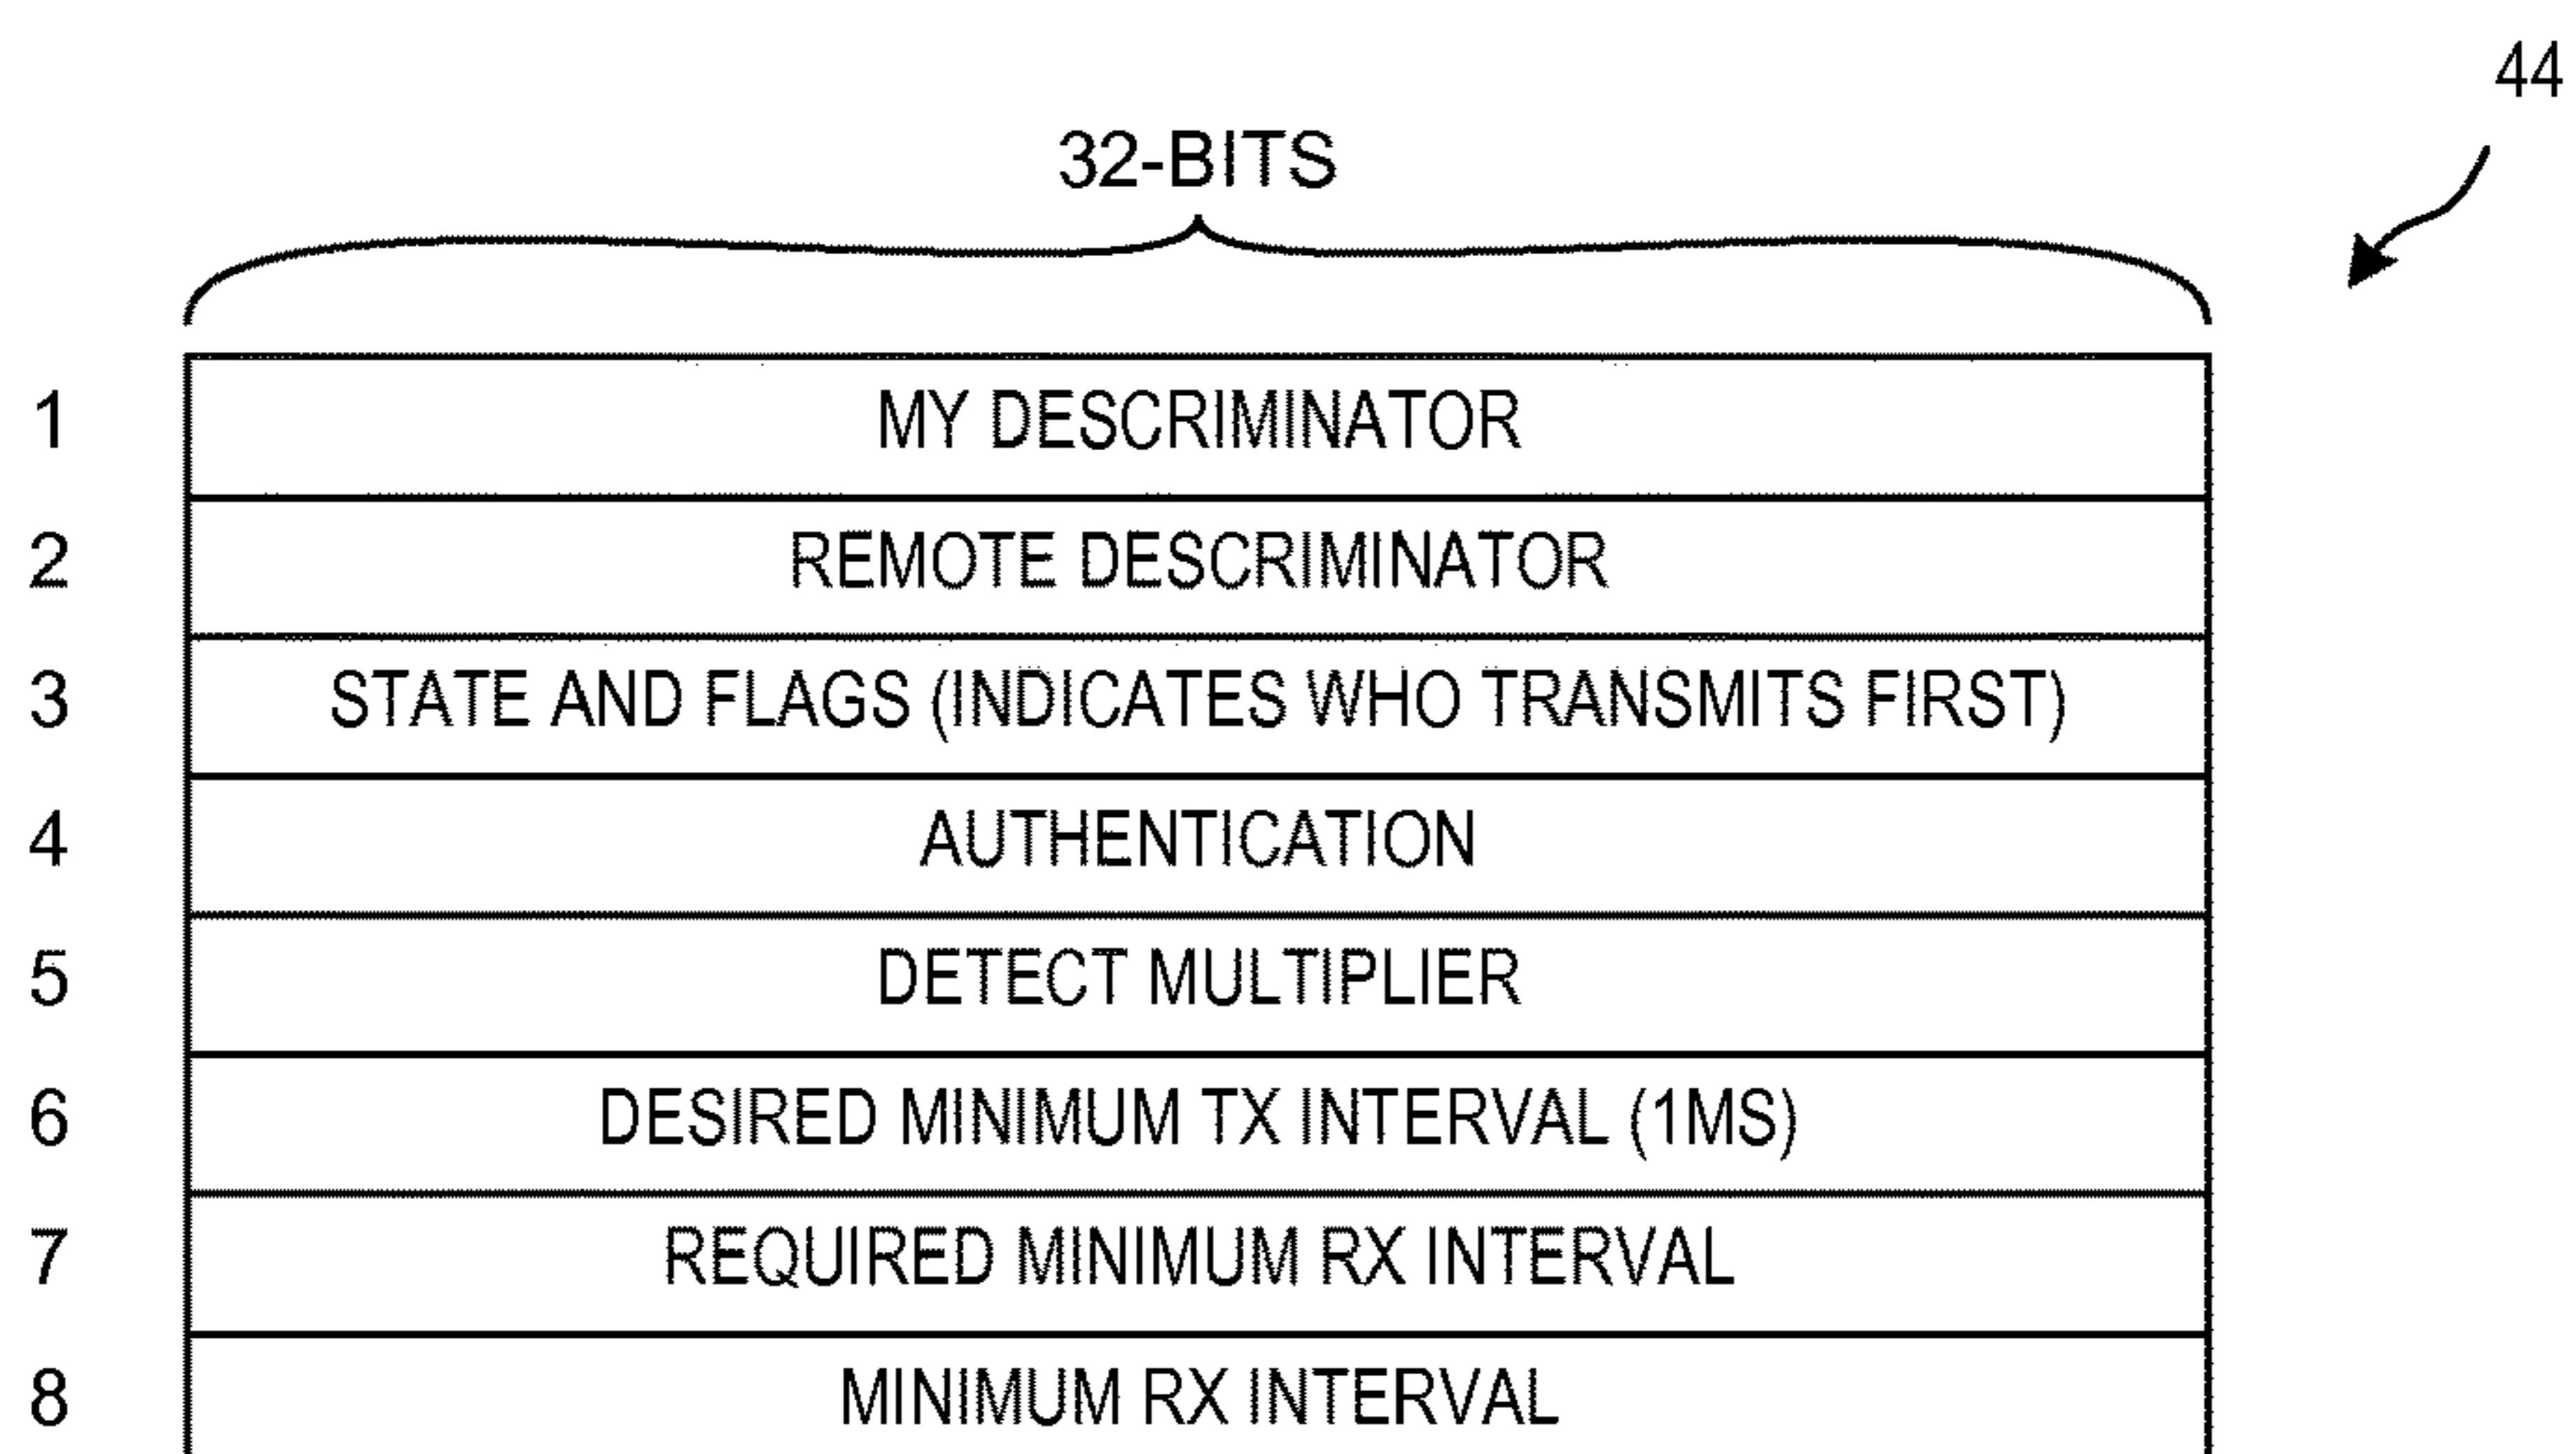 44
32-BITS
1 MY DESCRIMINATOR
2 REMOTE DESCRIMINATOR
3 STATE AND FLAGS (INDICATES WHO TRANSMITS FIRST)
4 AUTHENTICATION
5 DETECT MULTIPLIER
6 DESIRED MINIMUM TX INTERVAL (1MS)
7 REQUIRED MINIMUM RX INTERVAL
8 MINIMUM RX INTERVAL